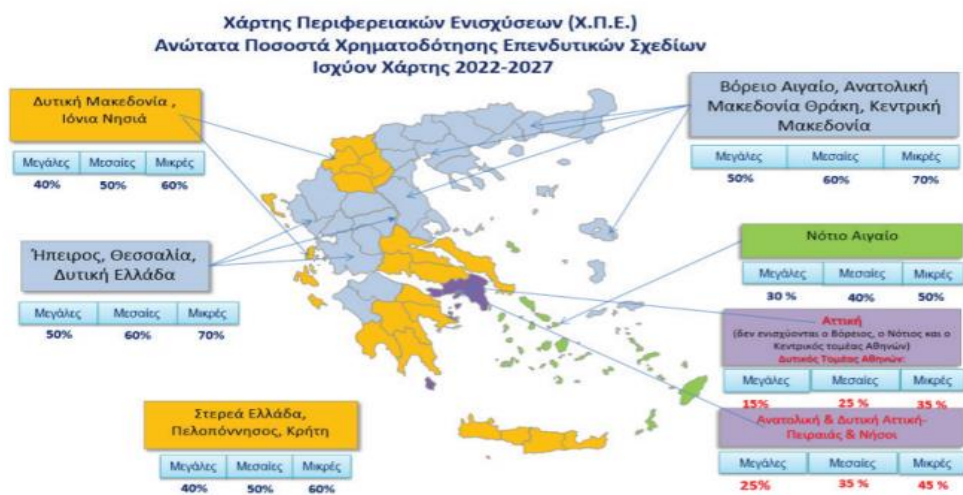 Χάρτης Περιφερειακών Ενισχύσεων (Χ.Π.Ε.)
Ανώτατα Ποσοστά Χρηματοδότησης Επενδυτικών Σχεδίων
Ισχύον Χάρτης 2022-2027
Δυτική Μακεδονία ,
Ιόνια Νησιά
Μεγάλες Μεσαίες Μικρές
40% 50% 60%
Βόρειο Αιγαίο, Ανατολική
Μακεδονία Θράκη, Κεντρική
Μακεδονία
Μεγάλες Μεσαίες Μικρές
50% 60% 70%
Ήπειρος, Θεσσαλία,
Δυτική Ελλάδα
Μεγάλες Μεσαίες Μικρές
50% 60% 70%
Νότιο Αιγαίο
Μεγάλες Μεσαίες Μικρές
30 % 40% 50%
Αττική
(δεν ενισχύονται ο Βόρειος, ο Νότιος και ο
Κεντρικός τομέας Αθηνών)
Δυτικός Τομέας Αθηνών:
Μεγάλες Μεσαίες Μικρές
15% 25 % 35 %
Ανατολική & Δυτική Αττική-
Πειραιάς & Νήσοι
Μεγάλες Μεσαίες Μικρές
25% 35 % 45 %
Στερεά Ελλάδα,
Πελοπόννησος, Κρήτη
Μεγάλες Μεσαίες Μικρές
40% 50% 60%